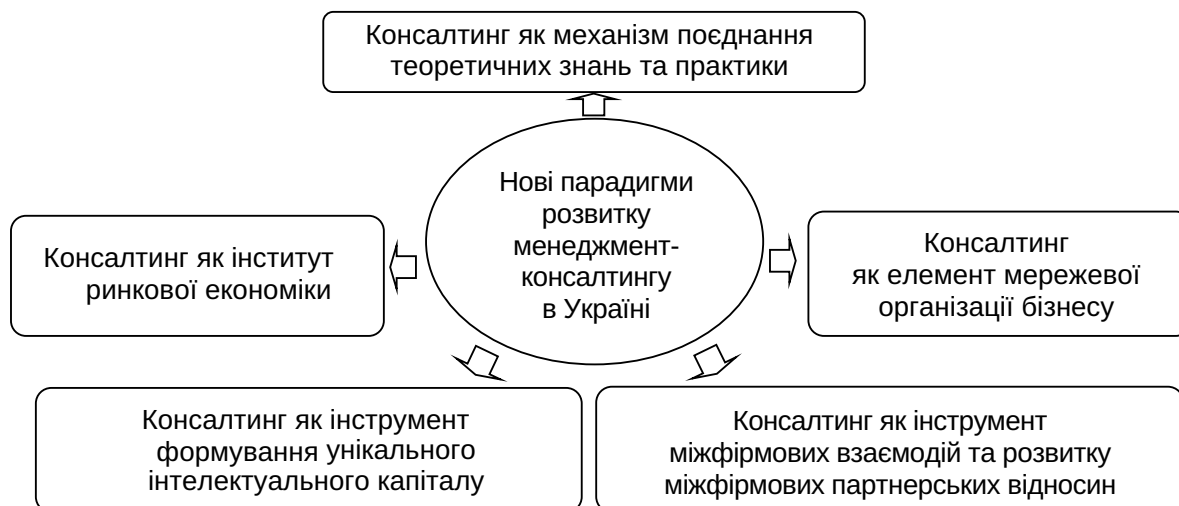 Консалтинг як механізм поєднання
теоретичних знань та практики
Нові парадигми
розвитку
менеджмент-
консалтингу
в Україні
Консалтинг як інститут
ринкової економіки
Консалтинг
як елемент мережевої
організації бізнесу
Консалтинг як інструмент
формування унікального
інтелектуального капіталу
Консалтинг як інструмент
міжфірмових взаємодій та розвитку
міжфірмових партнерських відносин